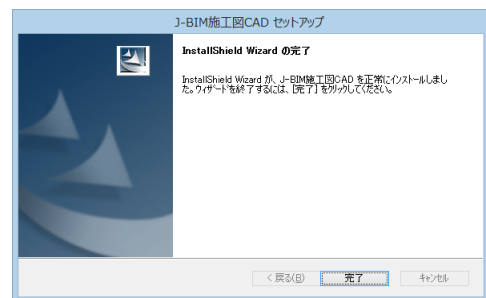 J-BIM施工図CAD セットアップ
InstallShield Wizard の完了
InstallShield Wizard が、J-BIM施工図CAD を正常にインストールしまし
た。ウィザードを終了するには、[完了] をクリックしてください。
< 戻る(B)
完了
キャンセル